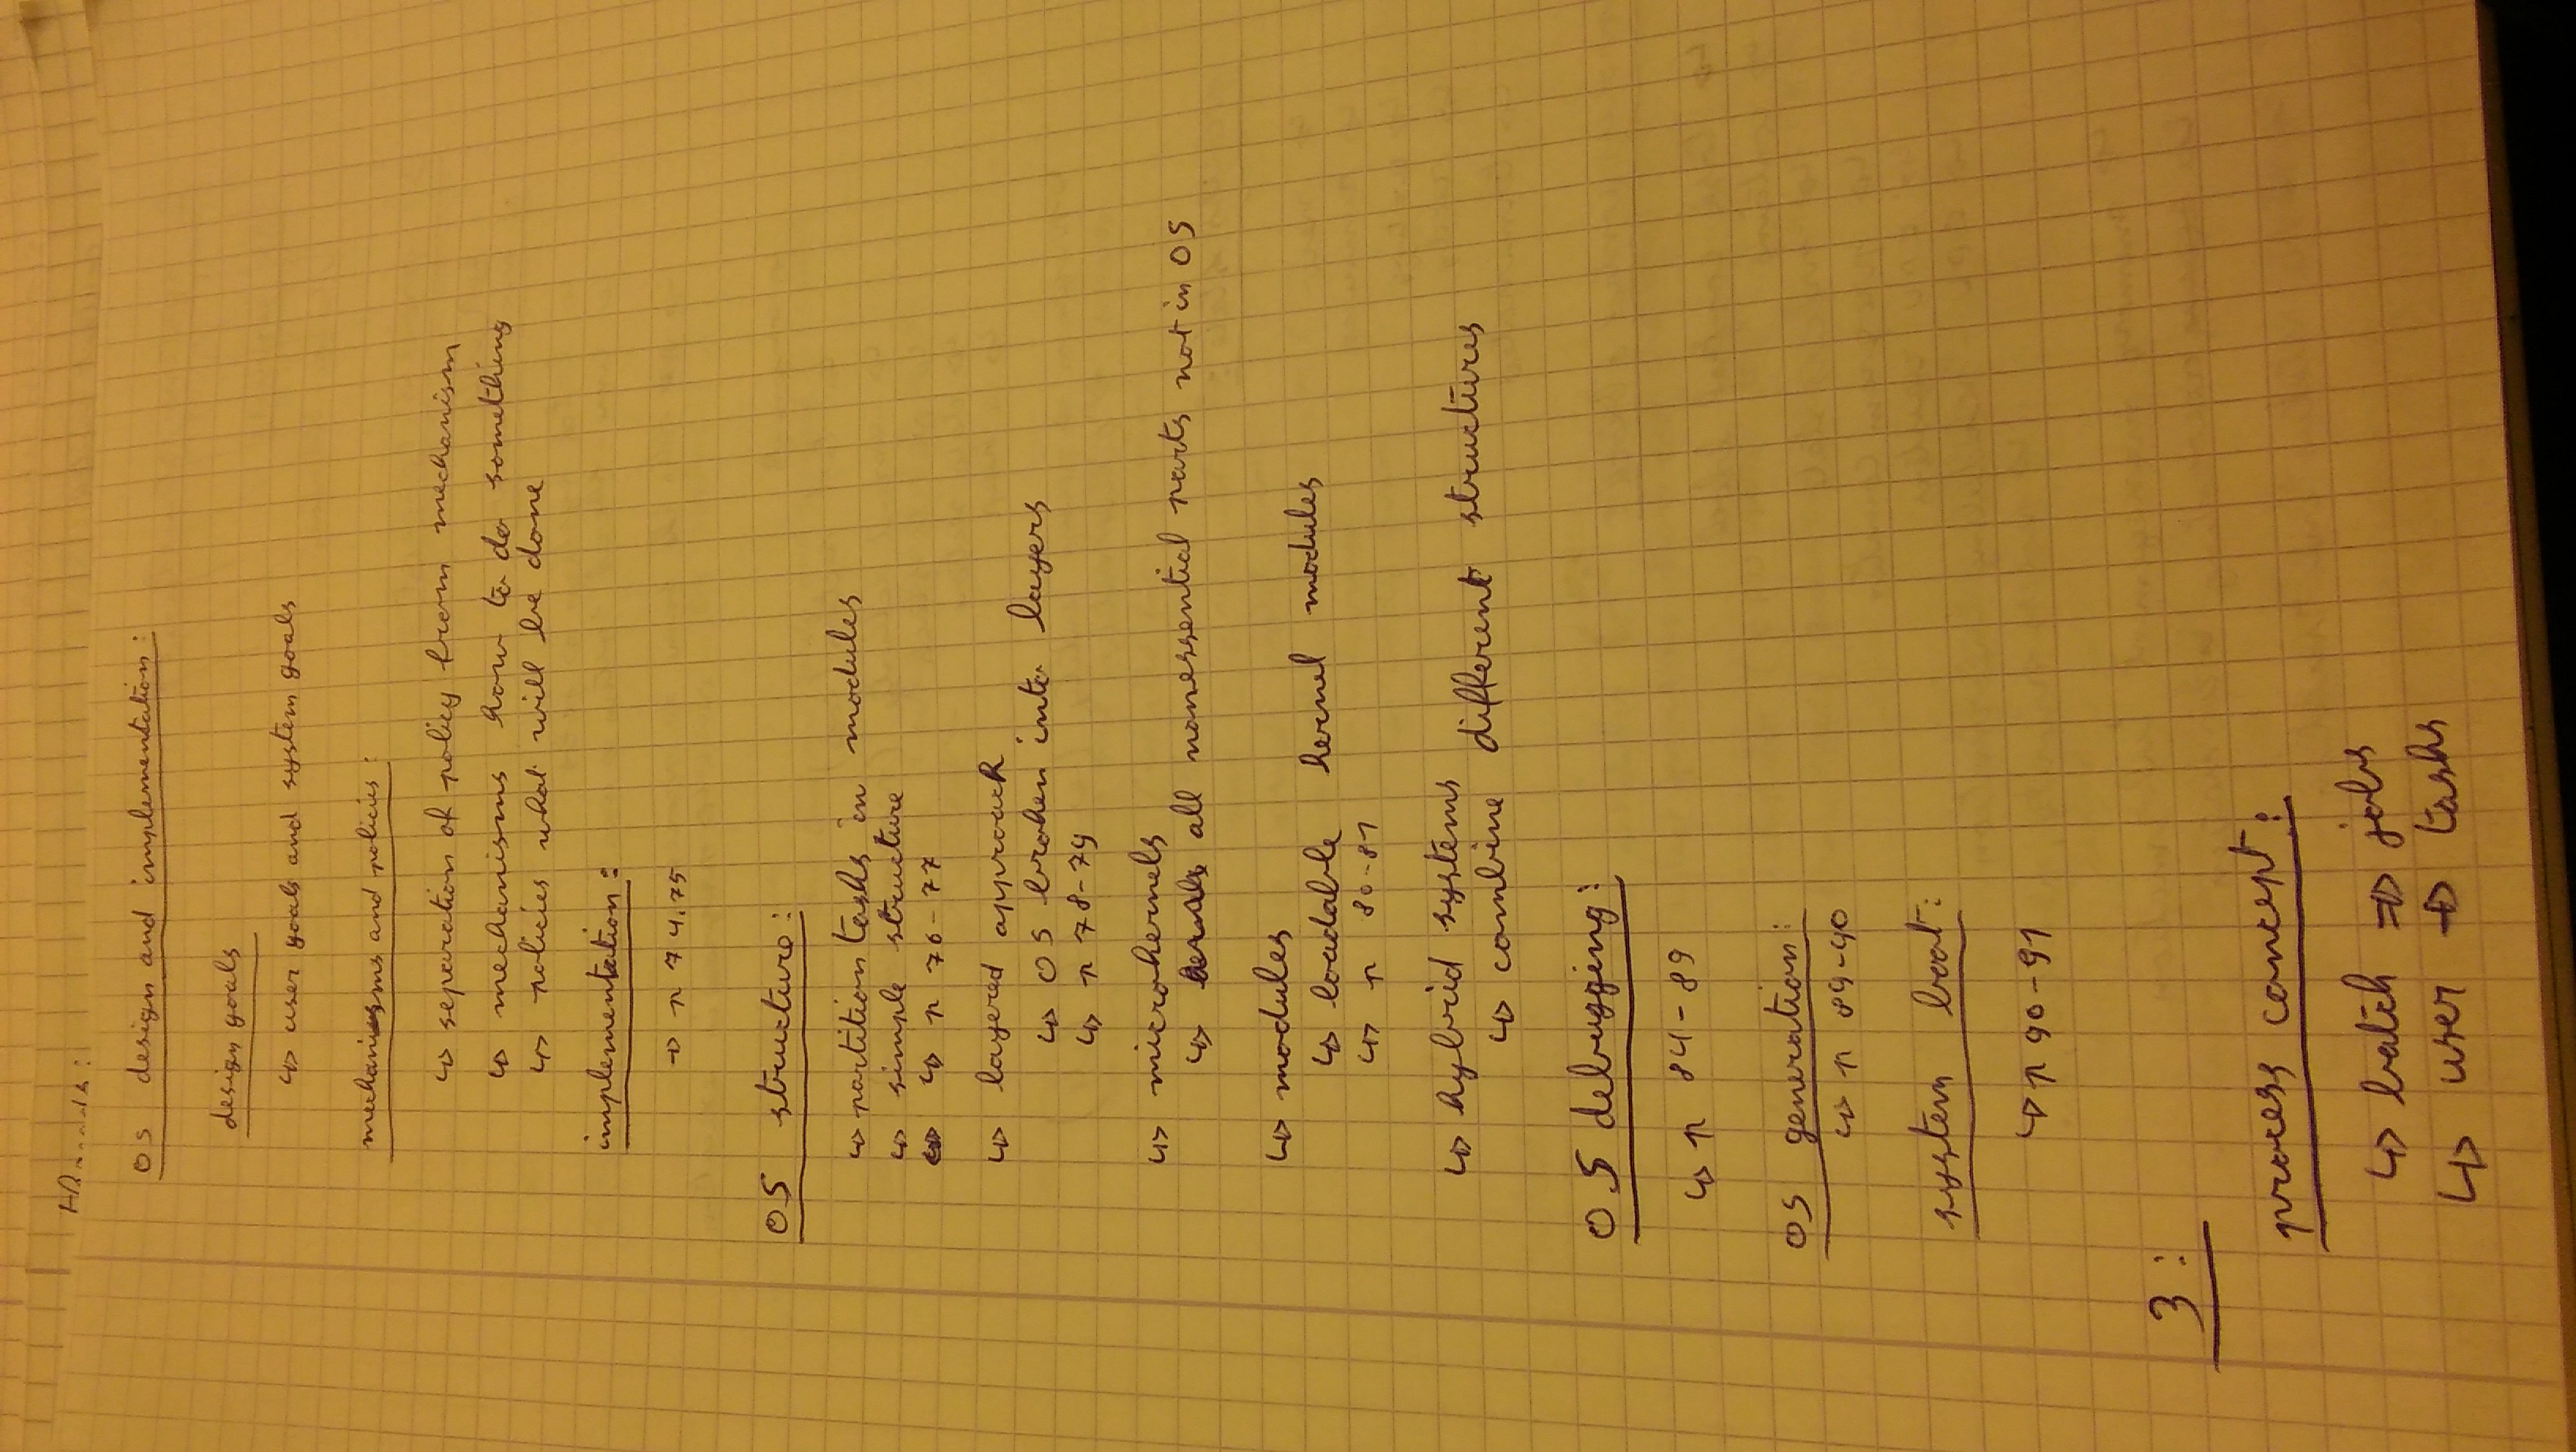 Threads:
OS design and implementation:
design goals
↳ user goals and system goals
mechanisms and policies:
↳ separation of policy from mechanism
↳ mechanisms how to do something
↳ policies what will be done
implementation:
→ p 74.75
OS structure:
↳ partition tasks in modules
↳ simple structure
↳ p 76-77
↳ layered approach
↳ OS broken into layers
↳ p 78-79
↳ microkernels
↳ all nonessential parts not in OS
↳ modules
↳ loadable kernel modules
↳ p 80-81
↳ hybrid systems
↳ combine different structures
OS debugging:
↳ p 84-89
OS generation:
↳ p 89-90
system boot:
↳ p 90-91
3:
process concept:
↳ batch ⇒ jobs
↳ user ⇒ tasks